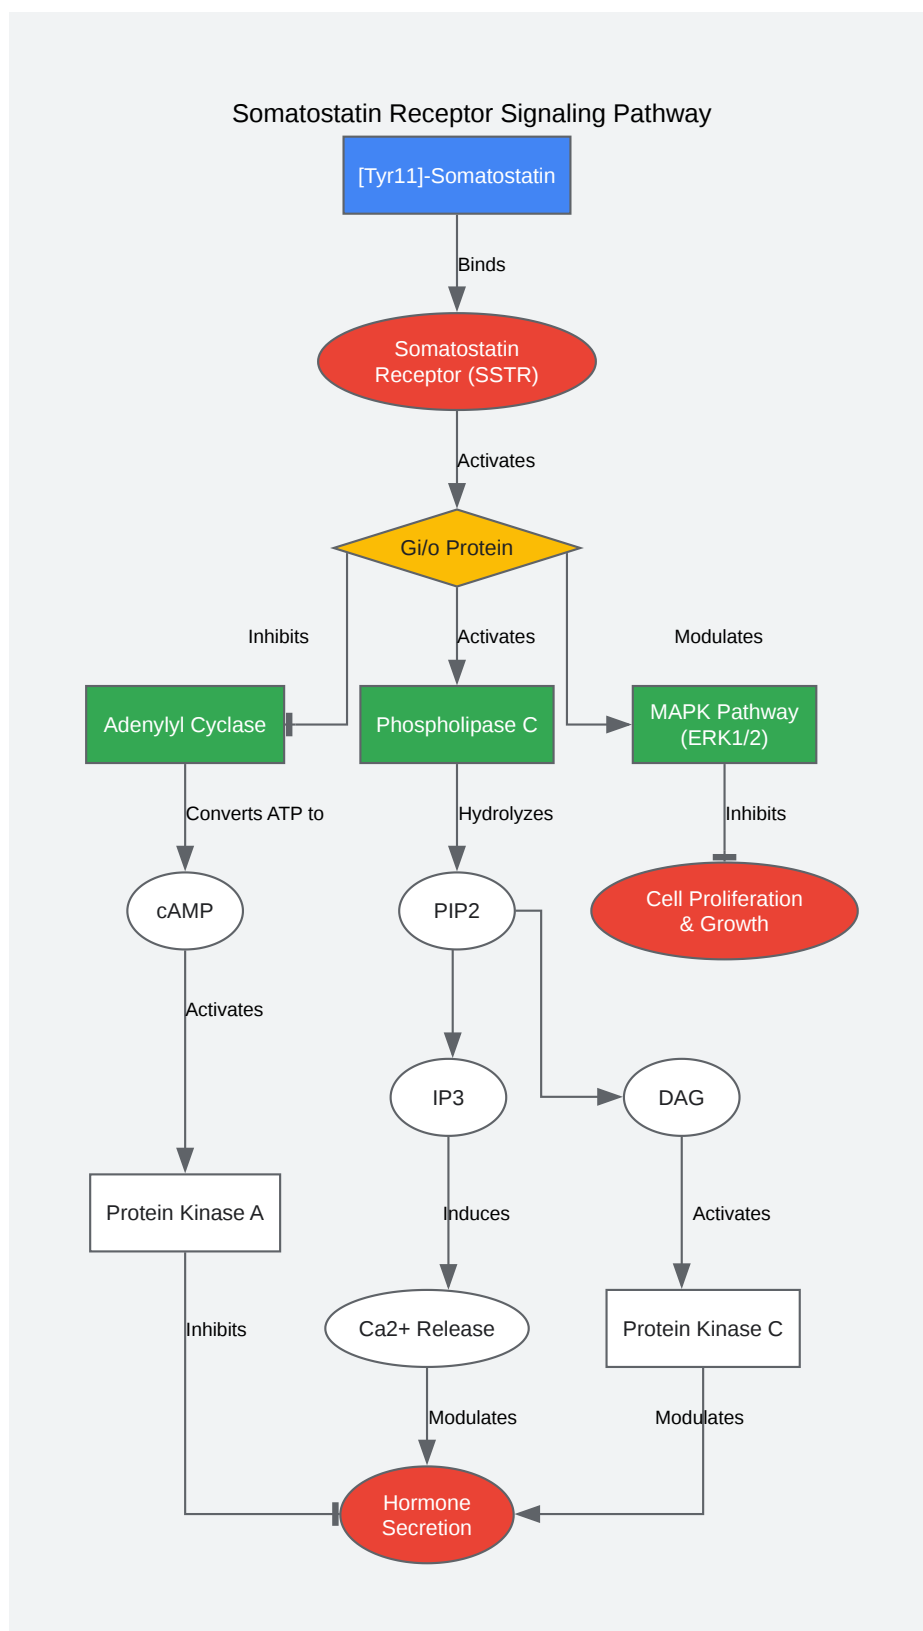 Somatostatin Receptor Signaling Pathway
[Tyr11]-Somatostatin
Binds
Somatostatin
Receptor (SSTR)
Activates
Gi/o Protein
Inhibits
Activates
Modulates
Adenylyl Cyclase
Phospholipase C
MAPK Pathway
(ERK1/2)
Converts ATP to
Hydrolyzes
Inhibits
cAMP
PIP2
Cell Proliferation
& Growth
Activates
IP3
DAG
Protein Kinase A
Induces
Activates
Inhibits
Ca2+ Release
Protein Kinase C
Modulates
Modulates
Hormone
Secretion